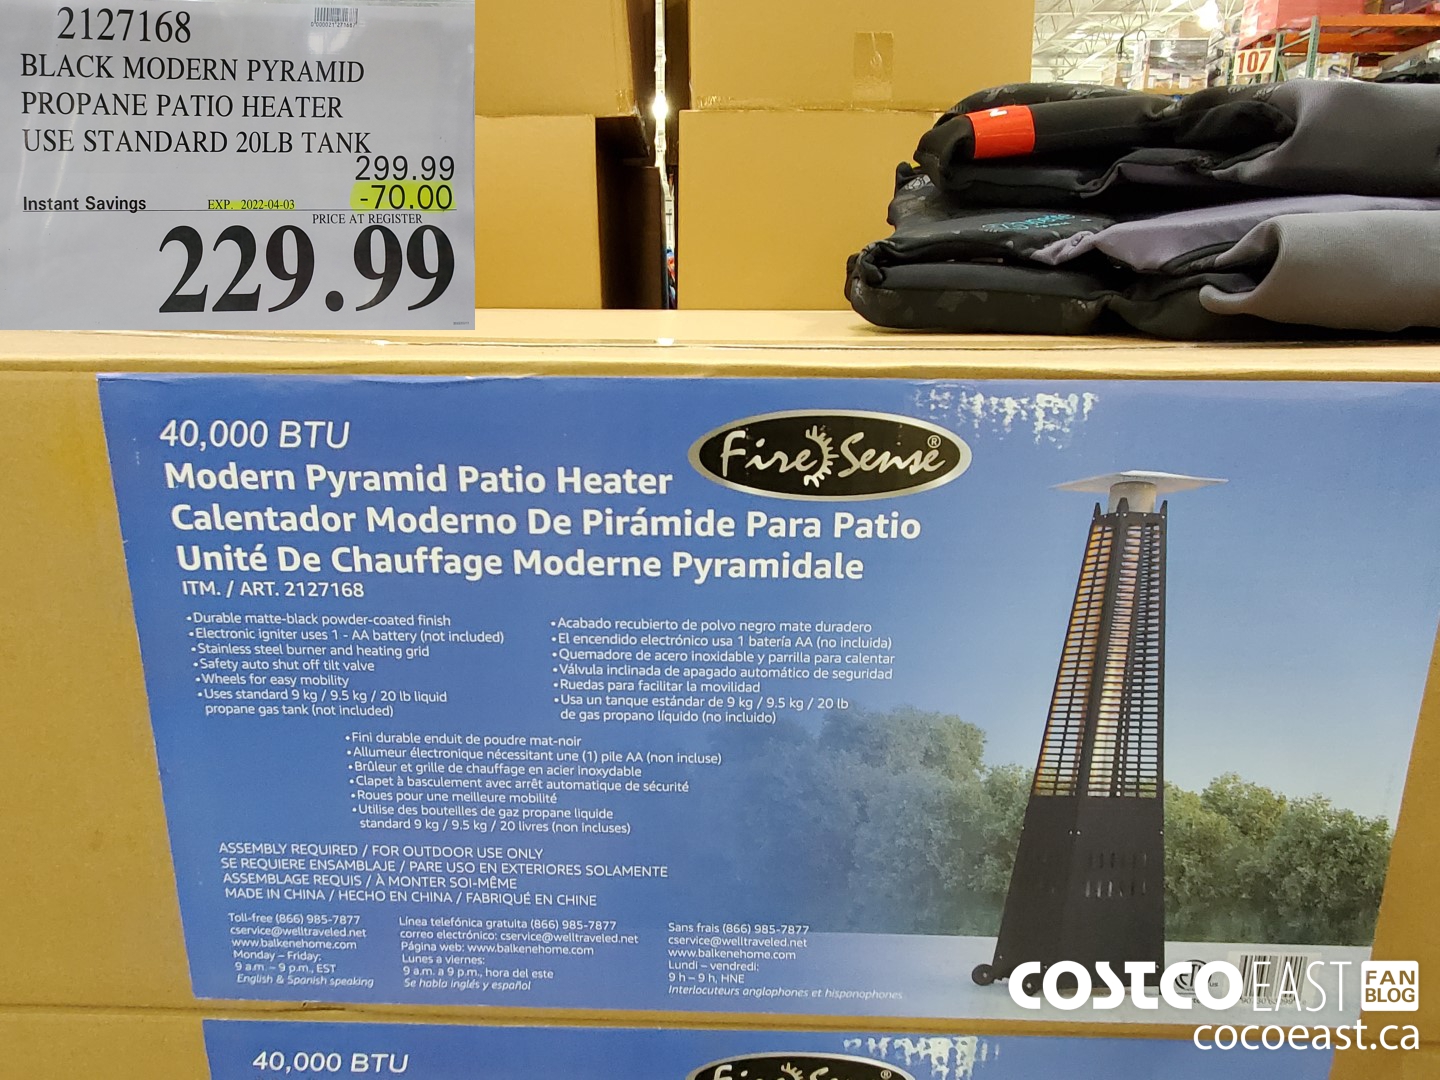 2127168
BLACK MODERN PYRAMID
PROPANE PATIO HEATER
USE STANDARD 20LB TANK
299.99
Instant Savings EXP. 2022-04-03 -70.00
PRICE AT REGISTER
229.99
107
40,000 BTU
Fire Sense®
Modern Pyramid Patio Heater
Calentador Moderno De Pirámide Para Patio
Unité De Chauffage Moderne Pyramidale
ITM. / ART. 2127168
•Durable matte-black powder-coated finish
•Electronic igniter uses 1 - AA battery (not included)
•Stainless steel burner and heating grid
•Safety auto shut off tilt valve
•Wheels for easy mobility
•Uses standard 9 kg / 9.5 kg / 20 lb liquid
propane gas tank (not included)
•Acabado recubierto de polvo negro mate duradero
•El encendido electrónico usa 1 batería AA (no incluida)
•Quemador de acero inoxidable y parrilla para calentar
•Válvula inclinada de apagado automático de seguridad
•Ruedas para facilitar la movilidad
•Usa un tanque estándar de 9 kg / 9.5 kg / 20 lb
de gas propano líquido (no incluido)
•Fini durable enduit de poudre mat-noir
•Allumeur électronique nécessitant une (1) pile AA (non incluse)
•Brûleur et grille de chauffage en acier inoxydable
•Clapet à basculement avec arrêt automatique de sécurité
•Roues pour une meilleure mobilité
•Utilise des bouteilles de gaz propane liquide
standard 9 kg / 9.5 kg / 20 livres (non incluses)
ASSEMBLY REQUIRED / FOR OUTDOOR USE ONLY
SE REQUIERE ENSAMBLAJE / PARE USO EN EXTERIORES SOLAMENTE
ASSEMBLAGE REQUIS / À MONTER SOI-MÊME
MADE IN CHINA / HECHO EN CHINA / FABRIQUÉ EN CHINE
Toll-free (866) 985-7877
cservice@welltraveled.net
www.balkenehome.com
Monday – Friday:
9 a.m. – 9 p.m., EST
English & Spanish speaking
Línea telefónica gratuita (866) 985-7877
correo electrónico: cservice@welltraveled.net
Página web: www.balkenehome.com
Lunes a viernes:
9 a.m. a 9 p.m., hora del este
Se habla inglés y español
Sans frais (866) 985-7877
cservice@welltraveled.net
www.balkenehome.com
Lundi – vendredi:
9 h – 9 h, HNE
Interlocuteurs anglophones et hispanophones
COSTCO EAST FAN BLOG
cocoeast.ca
40,000 BTU
Fire Sense®